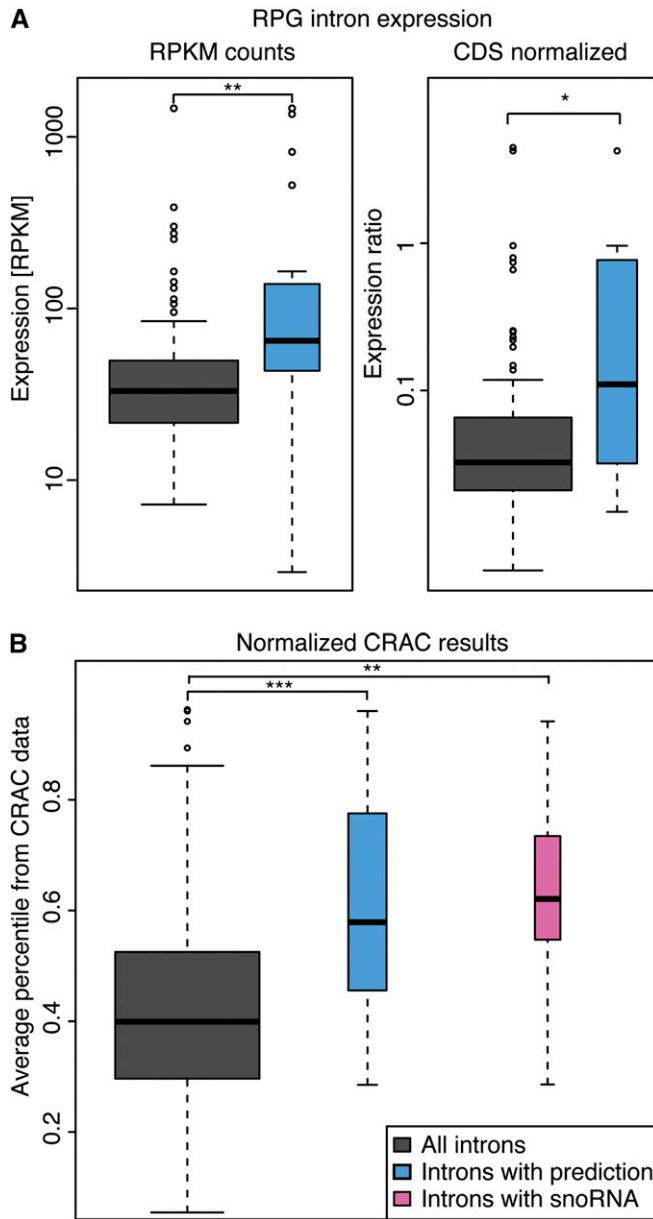 A
RPG intron expression
RPKM counts
CDS normalized
**
*
Expression [RPKM]
1000
100
10
Expression ratio
1
0.1
B
Normalized CRAC results
**
***
Average percentile from CRAC data
0.8
0.6
0.4
0.2
All introns
Introns with prediction
Introns with snoRNA